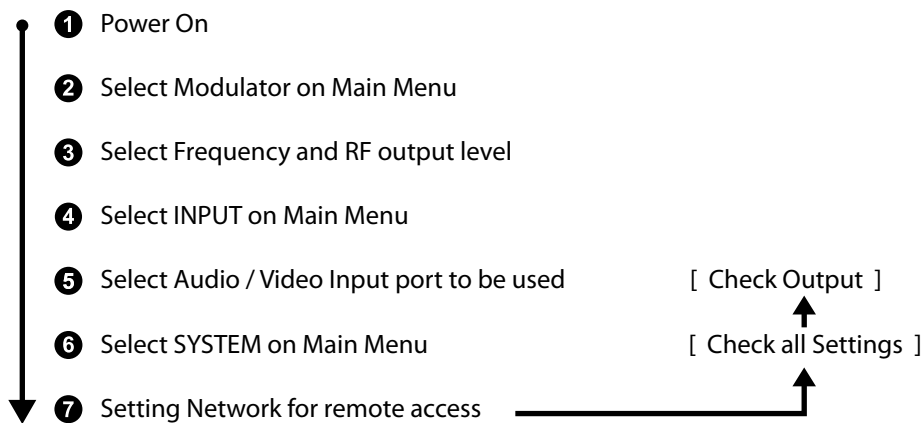 1 Power On
2 Select Modulator on Main Menu
3 Select Frequency and RF output level
4 Select INPUT on Main Menu
5 Select Audio / Video Input port to be used [ Check Output ]
6 Select SYSTEM on Main Menu [ Check all Settings ]
7 Setting Network for remote access